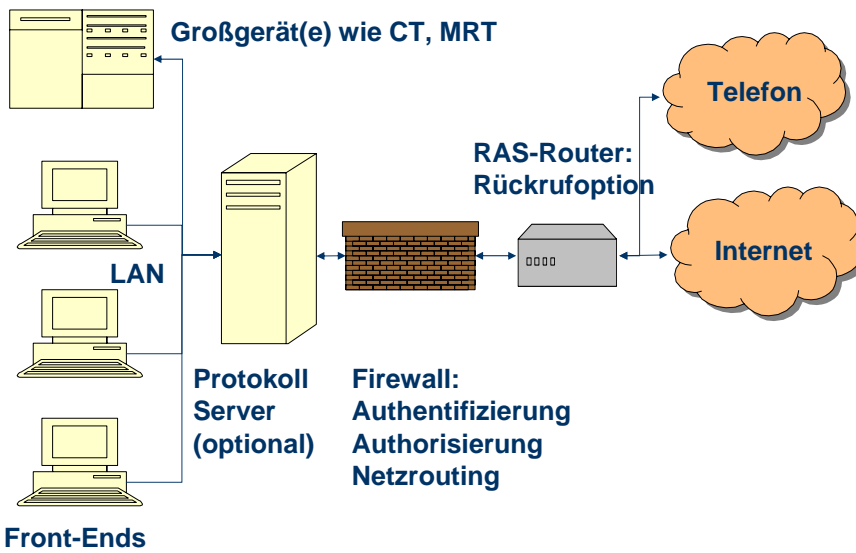 Großgerät(e) wie CT, MRT
Telefon
RAS-Router:
Rückrufoption
Internet
LAN
Protokoll
Server
(optional)
Firewall:
Authentifizierung
Authorisierung
Netzrouting
Front-Ends